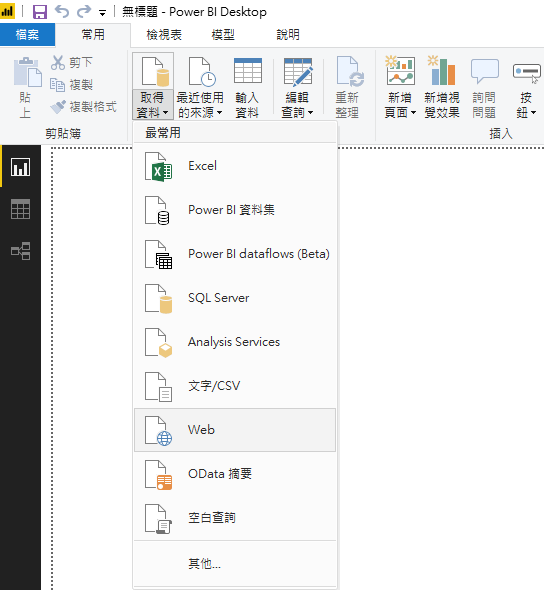 無標題 - Power BI Desktop
檔案
常用
檢視表
模型
說明
貼上
剪下
複製
複製格式
剪貼簿
取得資料
最近使用的來源
輸入資料
編輯查詢
重新整理
新增頁面
新增視覺效果
詢問問題
按鈕
插入
最常用
Excel
Power BI 資料集
Power BI dataflows (Beta)
SQL Server
Analysis Services
文字/CSV
Web
OData 摘要
空白查詢
其他...